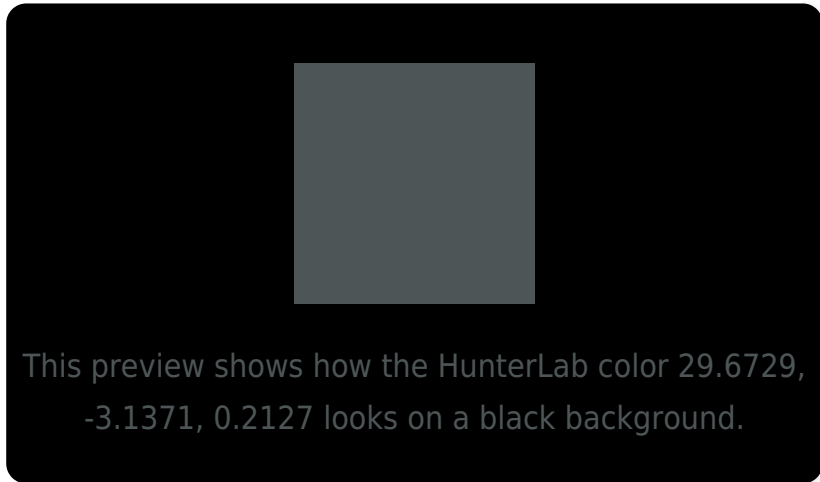 This preview shows how the HunterLab color 29.6729,
-3.1371, 0.2127 looks on a black background.